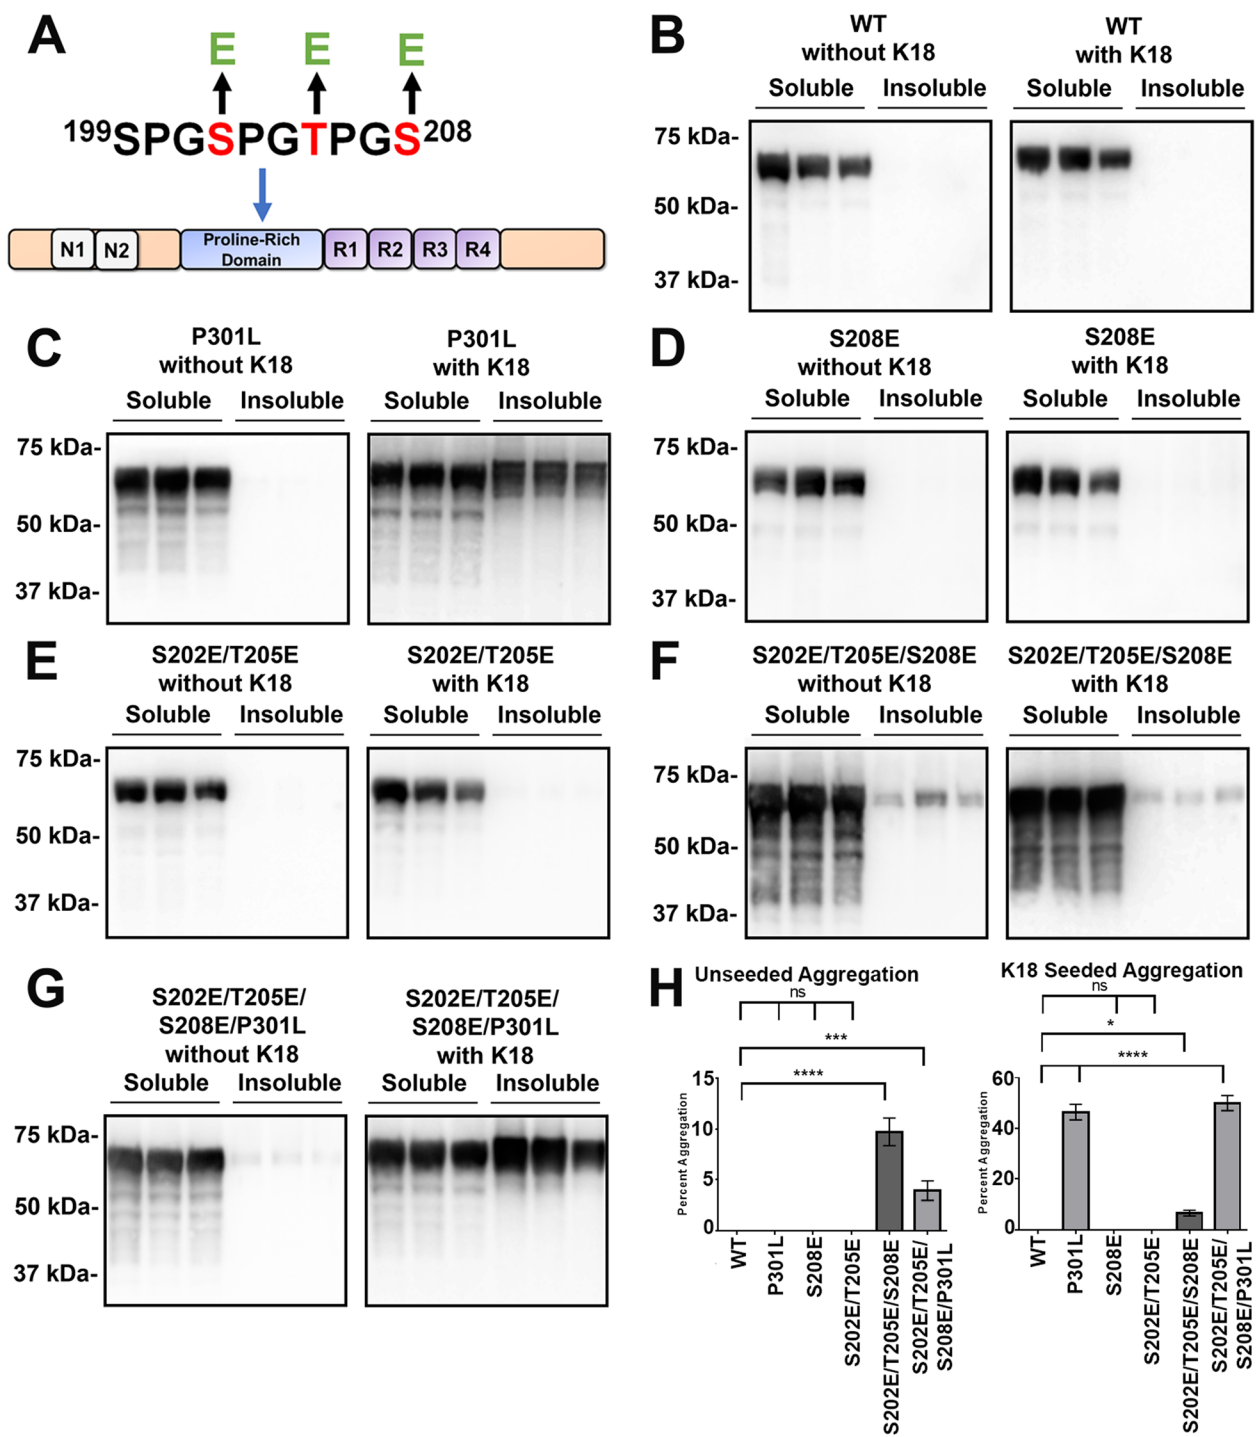 A
E E E
199SPGSPGTPGS208
N1 N2 Proline-Rich R1 R2 R3 R4
Domain
B
WT
without K18
WT
with K18
Soluble Insoluble Soluble Insoluble
75 kDa-
50 kDa-
37 kDa-
C
P301L
without K18
P301L
with K18
Soluble Insoluble Soluble Insoluble
75 kDa-
50 kDa-
37 kDa-
D
S208E
without K18
S208E
with K18
Soluble Insoluble Soluble Insoluble
75 kDa-
50 kDa-
37 kDa-
E
S202E/T205E
without K18
S202E/T205E
with K18
Soluble Insoluble Soluble Insoluble
75 kDa-
50 kDa-
37 kDa-
F
S202E/T205E/S208E
without K18
S202E/T205E/S208E
with K18
Soluble Insoluble Soluble Insoluble
75 kDa-
50 kDa-
37 kDa-
G
S202E/T205E/
S208E/P301L
without K18
S202E/T205E/
S208E/P301L
with K18
Soluble Insoluble Soluble Insoluble
75 kDa-
50 kDa-
37 kDa-
H
Unseeded Aggregation
ns
***
****
Percent Aggregation
15
10
5
0
WT
P301L
S208E
S202E/T205E
S202E/T205E/S208E
S202E/T205E/
S208E/P301L
K18 Seeded Aggregation
ns
*
****
Percent Aggregation
60
40
20
0
WT
P301L
S208E
S202E/T205E
S202E/T205E/S208E
S202E/T205E/
S208E/P301L